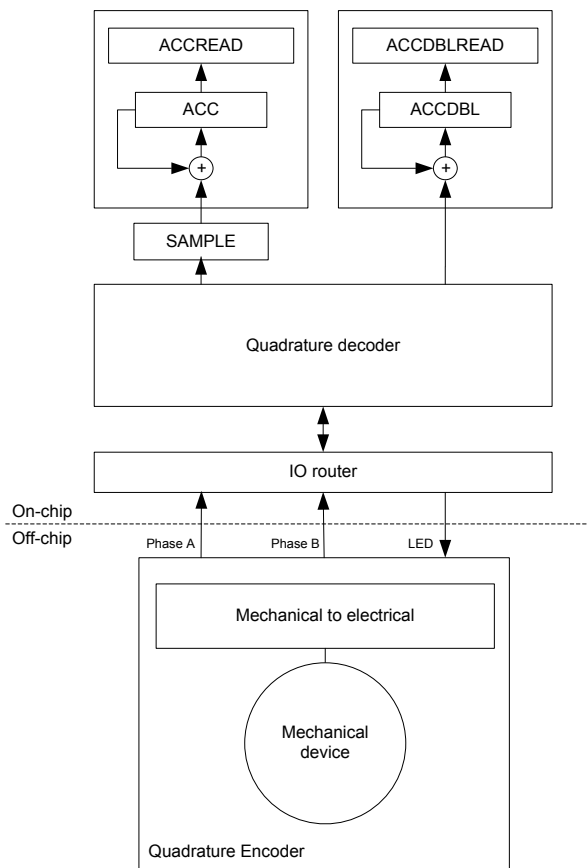 ACCREAD
ACCDBLREAD
ACC
ACCDBL
+
+
SAMPLE
Quadrature decoder
IO router
On-chip
Off-chip
Phase A
Phase B
LED
Mechanical to electrical
Mechanical
device
Quadrature Encoder